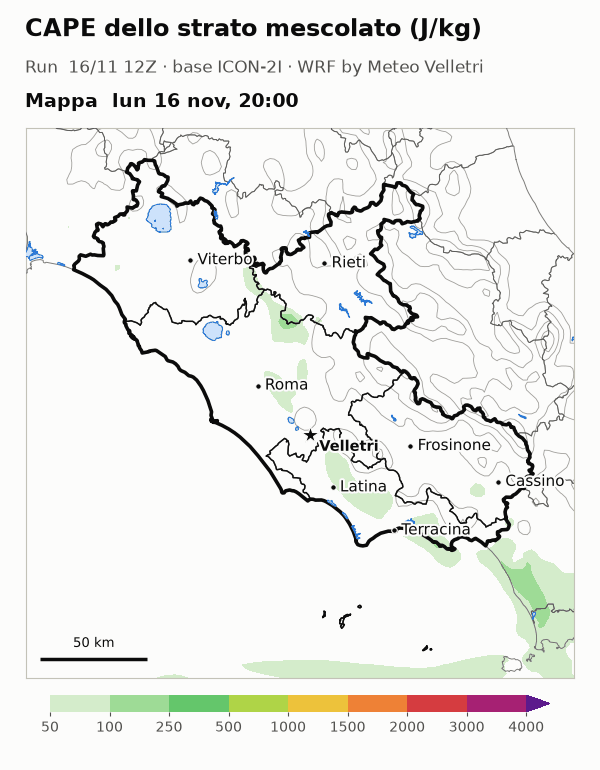 CAPE dello strato mescolato (J/kg)
Run  16/11 12Z · base ICON-2I · WRF by Meteo Velletri
Mappa  lun 16 nov, 20:00
Viterbo
Rieti
Roma
Velletri
Frosinone
Latina
Cassino
Terracina
50 km
50 100 250 500 1000 1500 2000 3000 4000